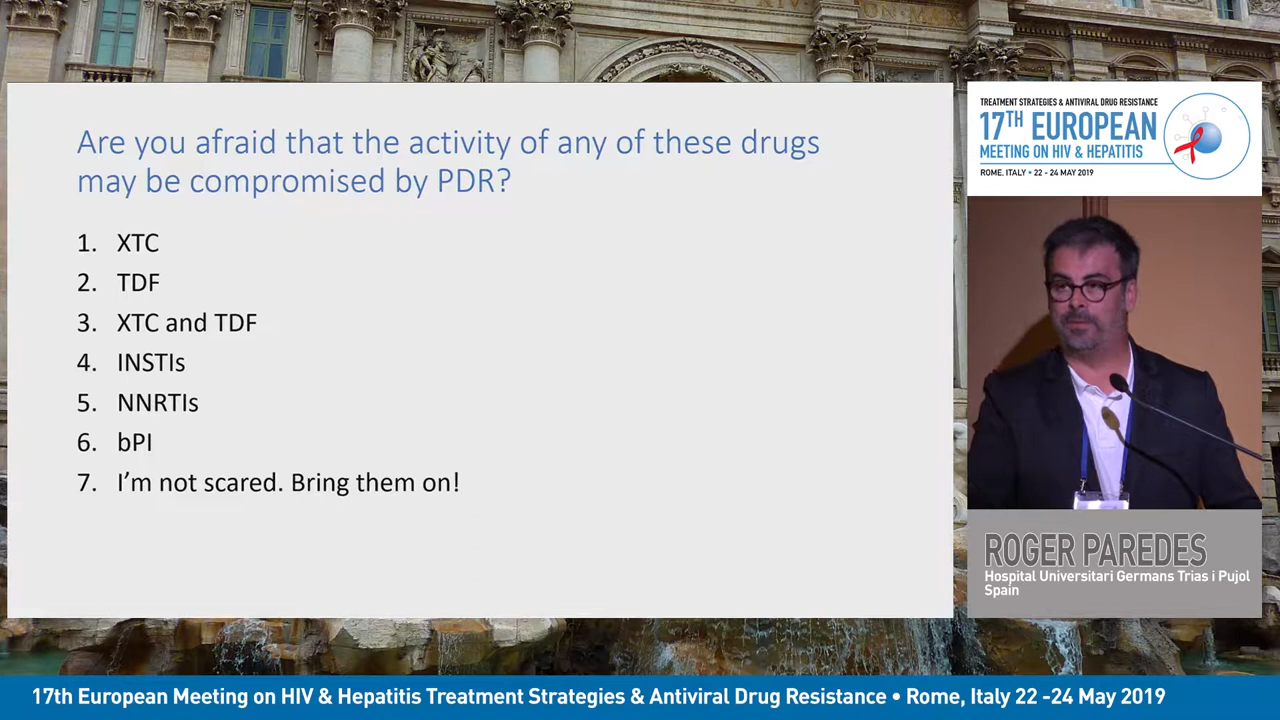 Are you afraid that the activity of any of these drugs
may be compromised by PDR?
1. XTC
2. TDF
3. XTC and TDF
4. INSTIs
5. NNRTIs
6. bPI
7. I'm not scared. Bring them on!
TREATMENT STRATEGIES & ANTIVIRAL DRUG RESISTANCE
17TH EUROPEAN
MEETING ON HIV & HEPATITIS
ROME, ITALY • 22 - 24 MAY 2019
ROGER PAREDES
Hospital Universitari Germans Trias i Pujol
Spain
17th European Meeting on HIV & Hepatitis Treatment Strategies & Antiviral Drug Resistance • Rome, Italy 22 -24 May 2019